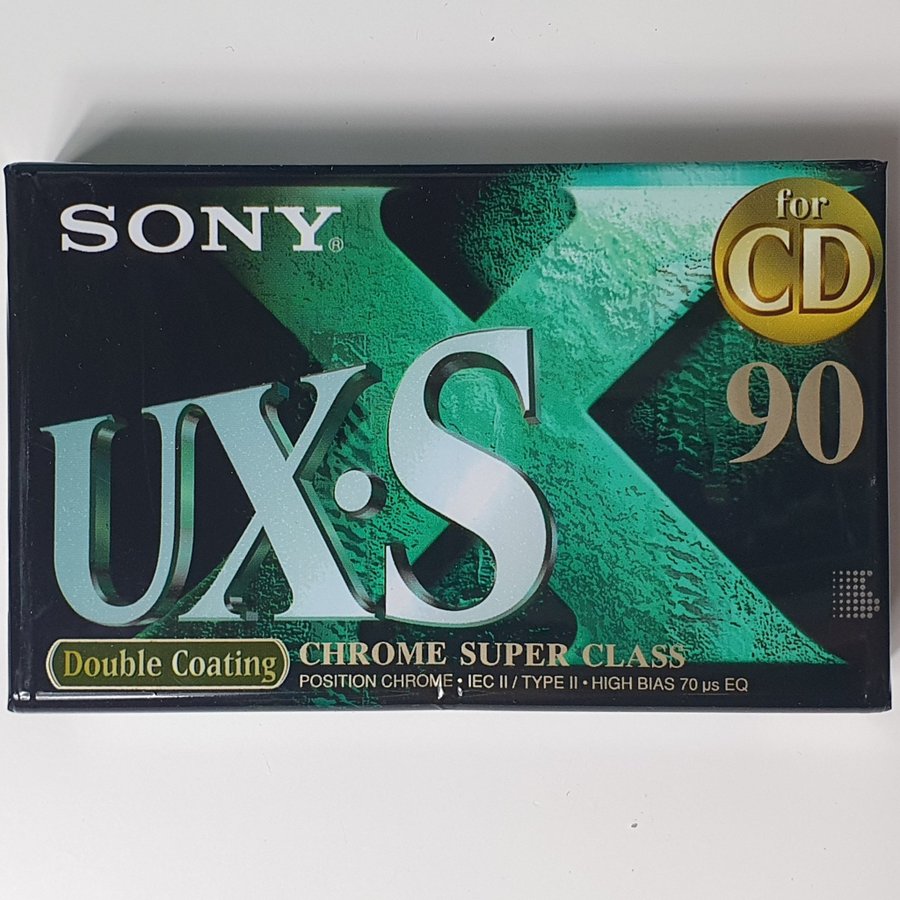 SONY®
for
CD
90
UX·S
Double Coating
CHROME SUPER CLASS
POSITION CHROME · IEC II / TYPE II · HIGH BIAS 70 µs EQ